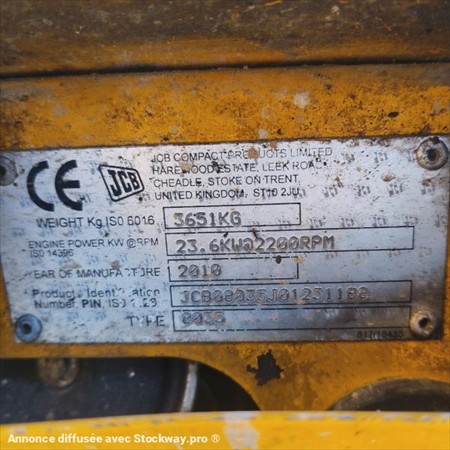 CE
JCB
JCB COMPACT PRODUCTS LIMITED
HAREWOOD ESTATE, LEEK ROAD
CHEADLE, STOKE ON TRENT,
UNITED KINGDOM, ST10 2JU
WEIGHT Kg ISO 6016 3651KG
ENGINE POWER KW @RPM
ISO 14396 23.6KW@2200RPM
YEAR OF MANUFACTURE 2010
Product Identification
Number, PIN, ISO
TYPE 8035
Annonce diffusée avec Stockway.pro ®